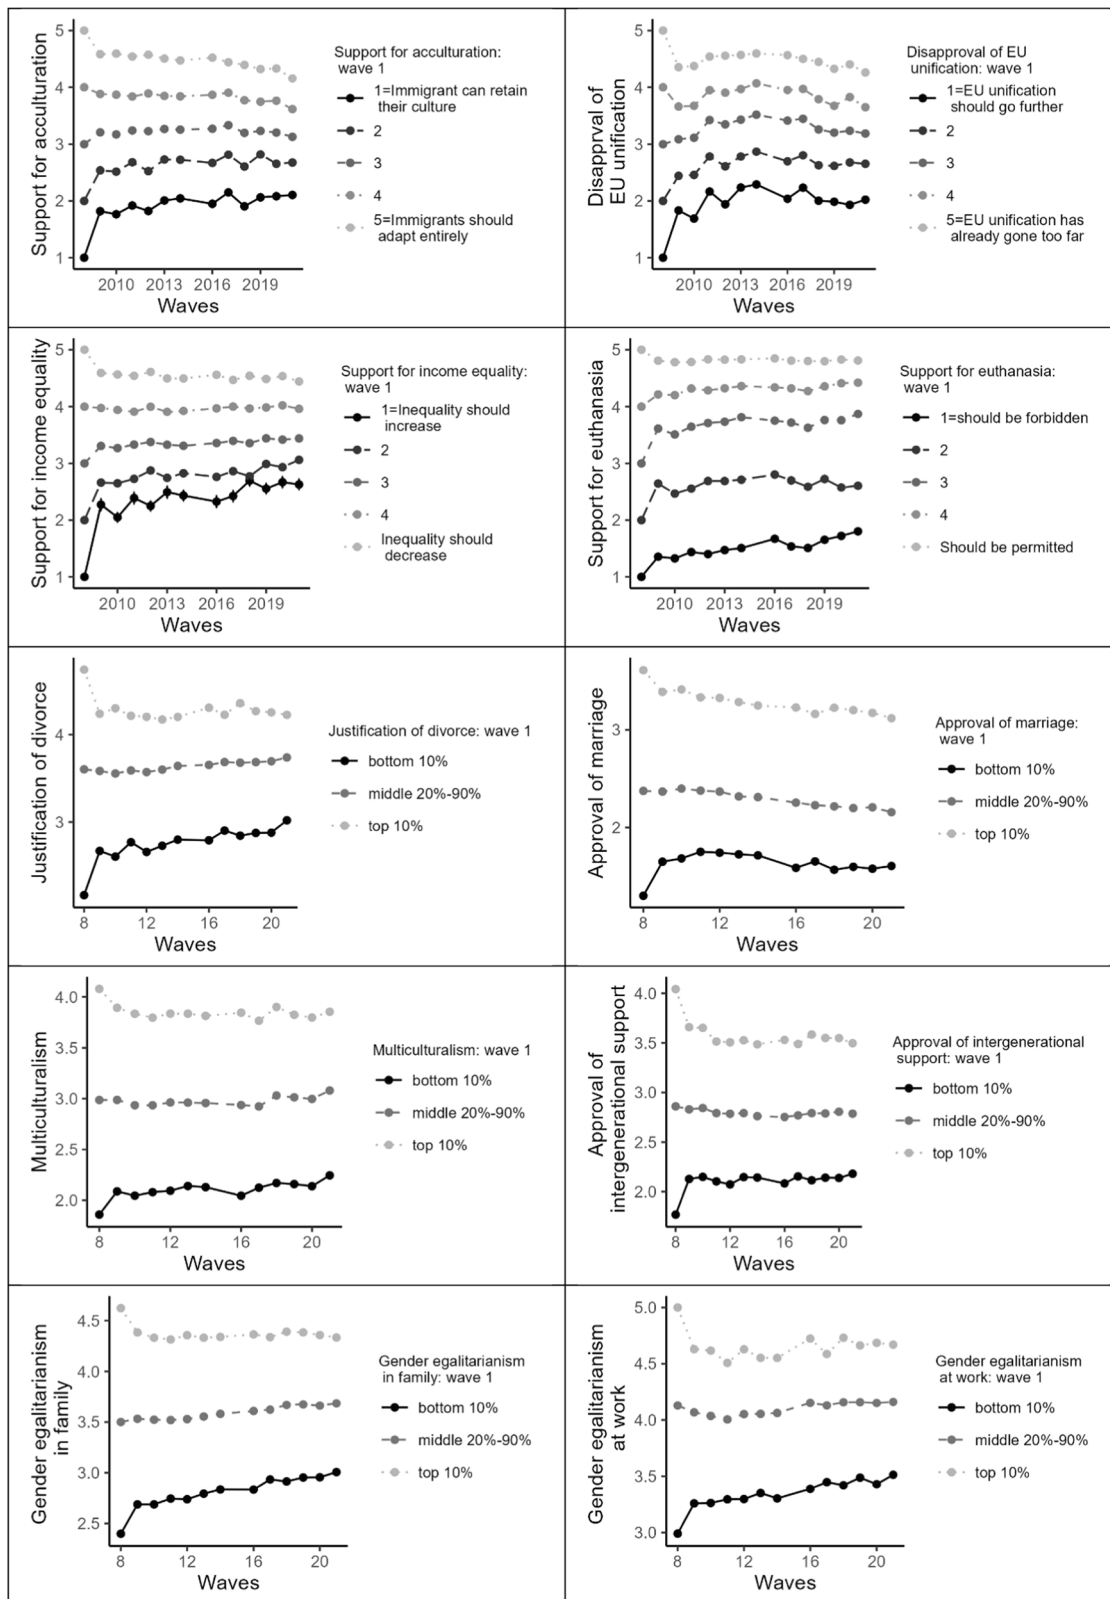 Support for acculturation
5
4
3
2
1
2010 2013 2016 2019
Waves
Support for acculturation:
wave 1
1=Immigrant can retain
their culture
2
3
4
5=Immigrants should
adapt entirely
Disapprval of
EU unification
5
4
3
2
1
2010 2013 2016 2019
Waves
Disapproval of EU
unification: wave 1
1=EU unification
should go further
2
3
4
5=EU unification has
already gone too far
Support for income equality
5
4
3
2
1
2010 2013 2016 2019
Waves
Support for income equality:
wave 1
1=Inequality should
increase
2
3
4
Inequality should
decrease
Support for euthanasia
5
4
3
2
1
2010 2013 2016 2019
Waves
Support for euthanasia:
wave 1
1=should be forbidden
2
3
4
Should be permitted
Justification of divorce
4
3
8 12 16 20
Waves
Justification of divorce: wave 1
bottom 10%
middle 20%-90%
top 10%
Approval of marriage
3
2
8 12 16 20
Waves
Approval of marriage:
wave 1
bottom 10%
middle 20%-90%
top 10%
Multiculturalism
4.0
3.5
3.0
2.5
2.0
8 12 16 20
Waves
Multiculturalism: wave 1
bottom 10%
middle 20%-90%
top 10%
Approval of
intergenerational support
4.0
3.5
3.0
2.5
2.0
8 12 16 20
Waves
Approval of intergenerational
support: wave 1
bottom 10%
middle 20%-90%
top 10%
Gender egalitarianism
in family
4.5
4.0
3.5
3.0
2.5
8 12 16 20
Waves
Gender egalitarianism
in family: wave 1
bottom 10%
middle 20%-90%
top 10%
Gender egalitarianism
at work
5.0
4.5
4.0
3.5
3.0
8 12 16 20
Waves
Gender egalitarianism
at work: wave 1
bottom 10%
middle 20%-90%
top 10%